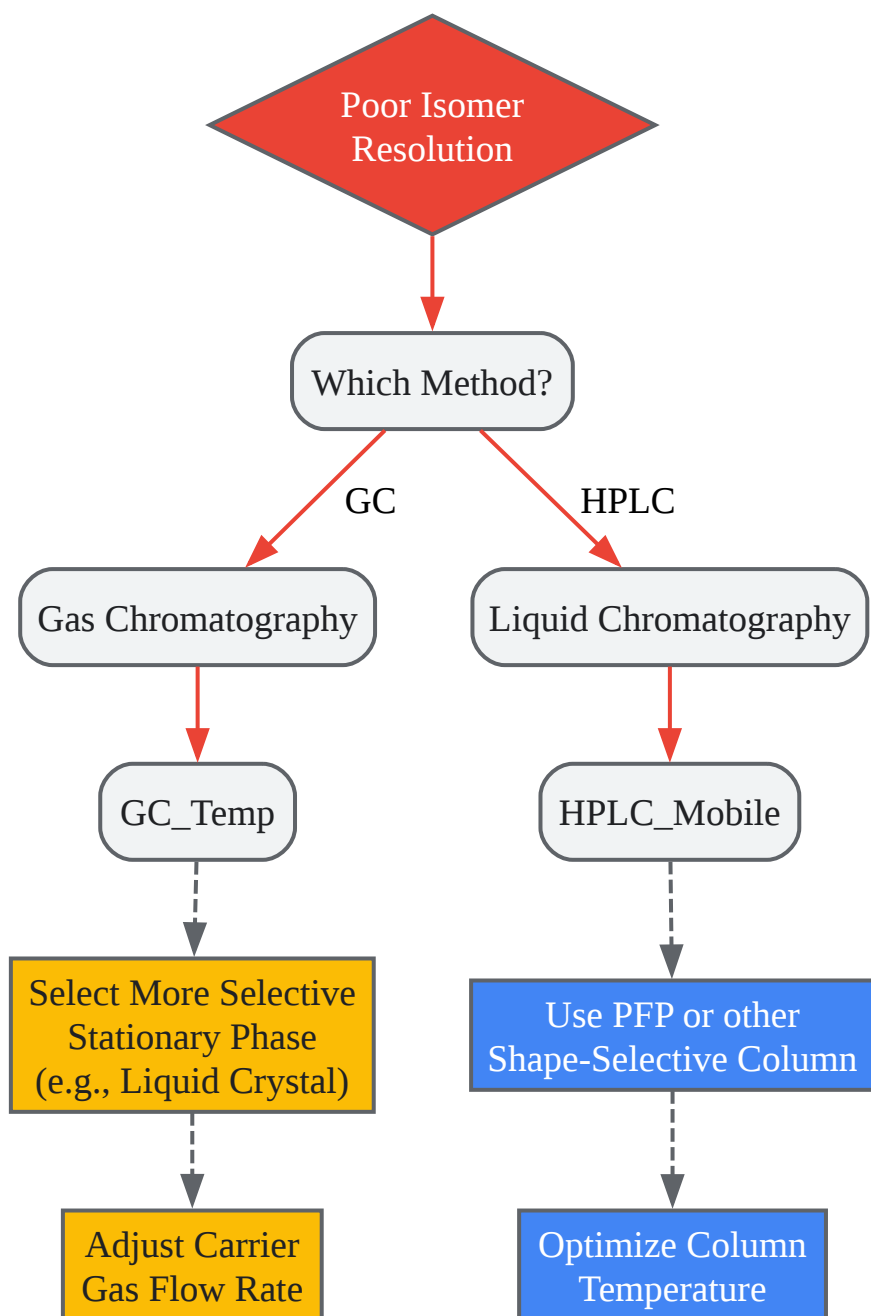 Poor Isomer
Resolution
Which Method?
GC
HPLC
Gas Chromatography
Liquid Chromatography
GC_Temp
HPLC_Mobile
Select More Selective
Stationary Phase
(e.g., Liquid Crystal)
Use PFP or other
Shape-Selective Column
Adjust Carrier
Gas Flow Rate
Optimize Column
Temperature